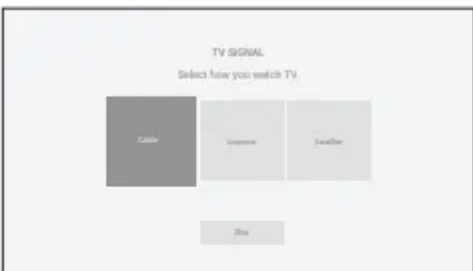 TV SIGNAL
Select how you watch TV.
Cable
Antenna
Satellite
Skip